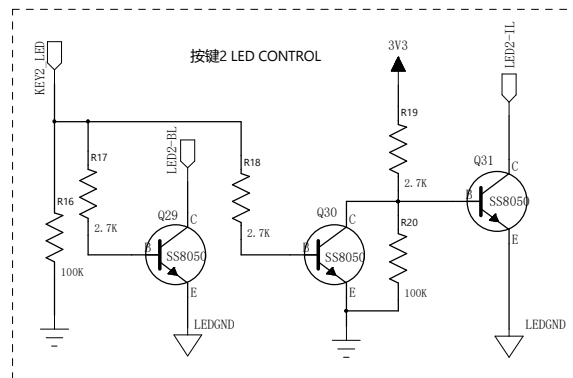 按键2 LED CONTROL
KEY2_LED
3V3
LED2-IL
R19
R17
LED2-BL
R18
Q31
C
R16
2.7K
Q29
C
Q30
C
B
SS8050
2.7K
2.7K
R20
E
B
SS8050
B
SS8050
100K
E
E
100K
LEDGND
LEDGND